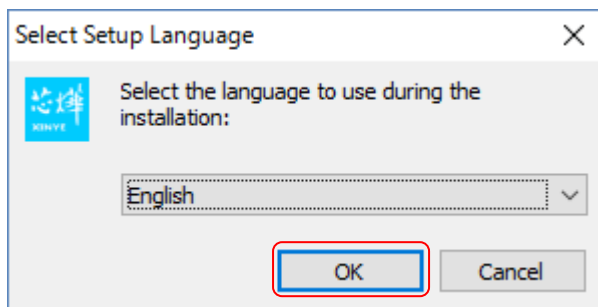 Select Setup Language
芯烨
XINYE
Select the language to use during the
installation:
English
OK
Cancel